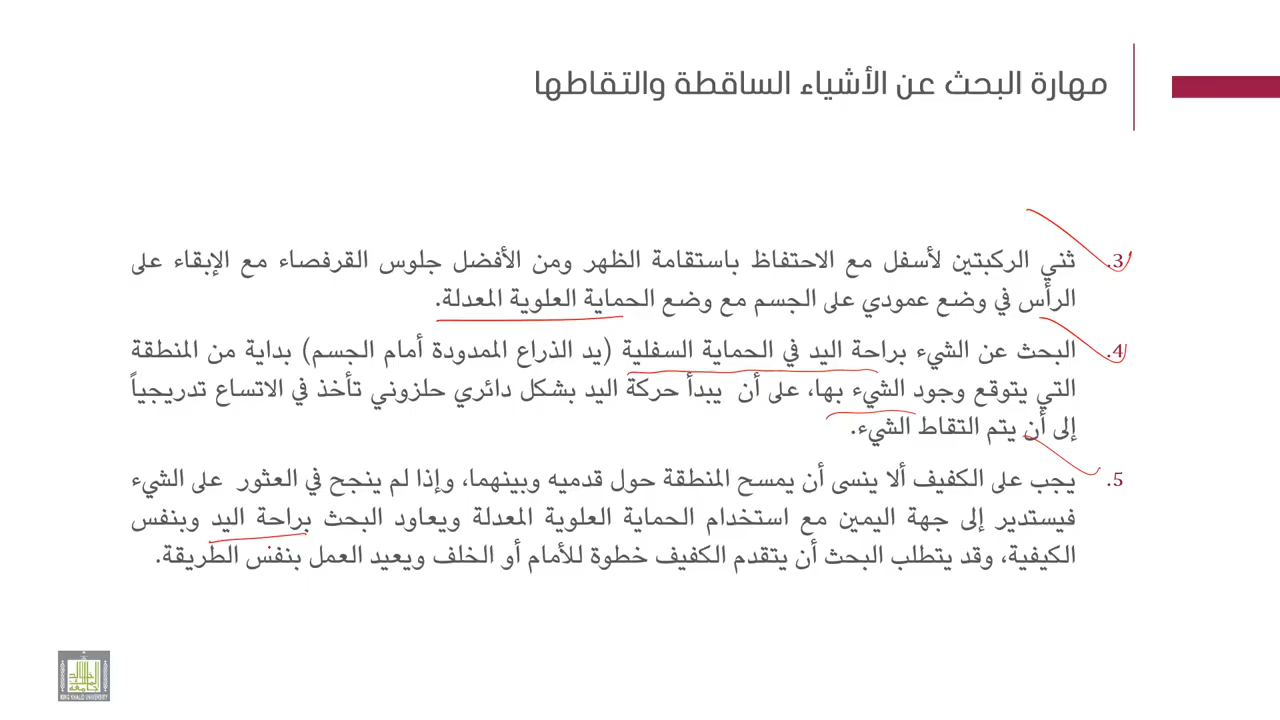 مهارة البحث عن الأشياء الساقطة والتقاطها
3. ثني الركبتين لأسفل مع الاحتفاظ باستقامة الظهر ومن الأفضل جلوس القرفصاء مع الإبقاء على
الرأس في وضع عمودي على الجسم مع وضع الحماية العلوية المعدلة.
4. البحث عن الشيء براحة اليد في الحماية السفلية (يد الذراع الممدودة أمام الجسم) بداية من المنطقة
التي يتوقع وجود الشيء بها، على أن يبدأ حركة اليد بشكل دائري حلزوني تأخذ في الاتساع تدريجياً
إلى أن يتم التقاط الشيء.
5. يجب على الكفيف ألا ينسى أن يمسح المنطقة حول قدميه وبينهما، وإذا لم ينجح في العثور على الشيء
فيستدير إلى جهة اليمين مع استخدام الحماية العلوية المعدلة ويعاود البحث براحة اليد وبنفس
الكيفية، وقد يتطلب البحث أن يتقدم الكفيف خطوة للأمام أو الخلف ويعيد العمل بنفس الطريقة.
KING KHALID UNIVERSITY